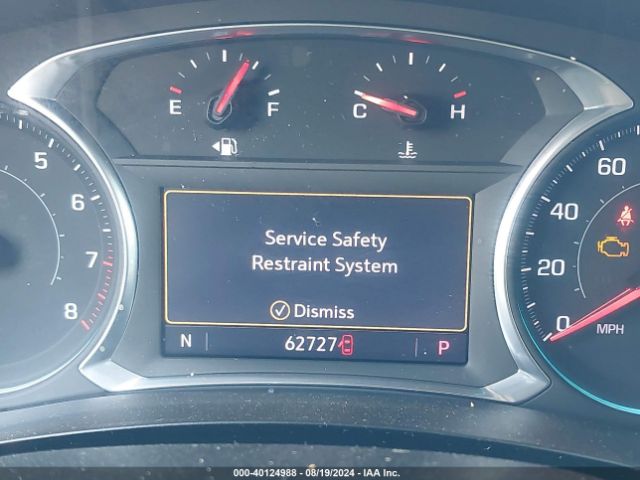 E F
C H
5
6
7
8
60
40
20
0
MPH
Service Safety
Restraint System
Dismiss
N 62727 P
000-40124988 - 08/19/2024 - IAA Inc.